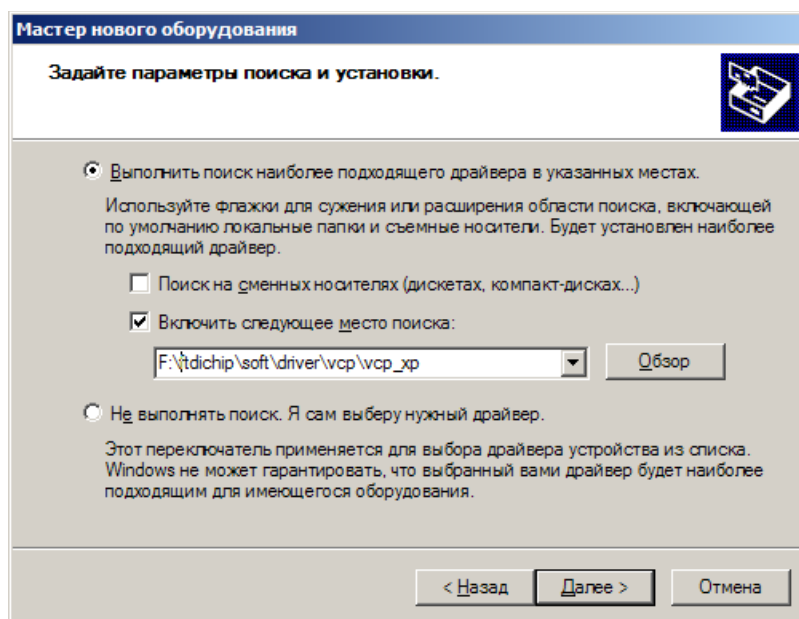 Мастер нового оборудования
Задайте параметры поиска и установки.
Выполнить поиск наиболее подходящего драйвера в указанных местах.
Используйте флажки для сужения или расширения области поиска, включающей
по умолчанию локальные папки и съемные носители. Будет установлен наиболее
подходящий драйвер.
Поиск на сменных носителях (дискетах, компакт-дисках...)
Включить следующее место поиска:
F:\ftdichip\soft\driver\vcp\vcp_xp
Обзор
Не выполнять поиск. Я сам выберу нужный драйвер.
Этот переключатель применяется для выбора драйвера устройства из списка.
Windows не может гарантировать, что выбранный вами драйвер будет наиболее
подходящим для имеющегося оборудования.
< Назад
Далее >
Отмена